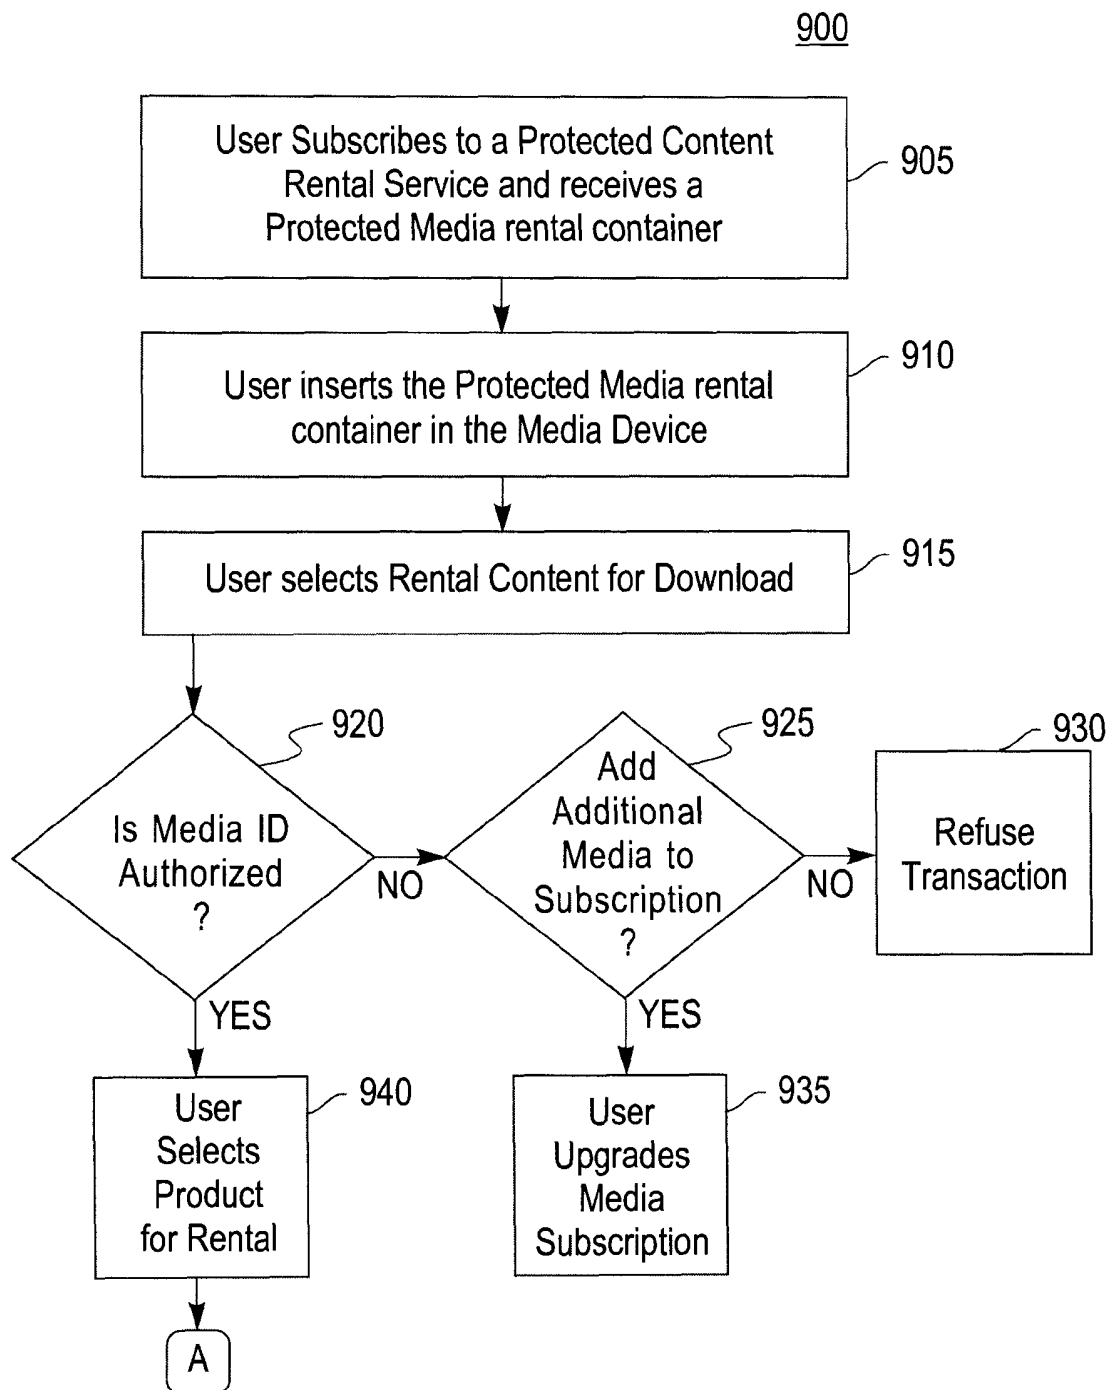 900
User Subscribes to a Protected Content
Rental Service and receives a
Protected Media rental container
905
User inserts the Protected Media rental
container in the Media Device
910
User selects Rental Content for Download
915
Is Media ID
Authorized
?
920
NO
YES
Add
Additional
Media to
Subscription
?
925
NO
YES
Refuse
Transaction
930
User
Selects
Product
for Rental
940
User
Upgrades
Media
Subscription
935
A